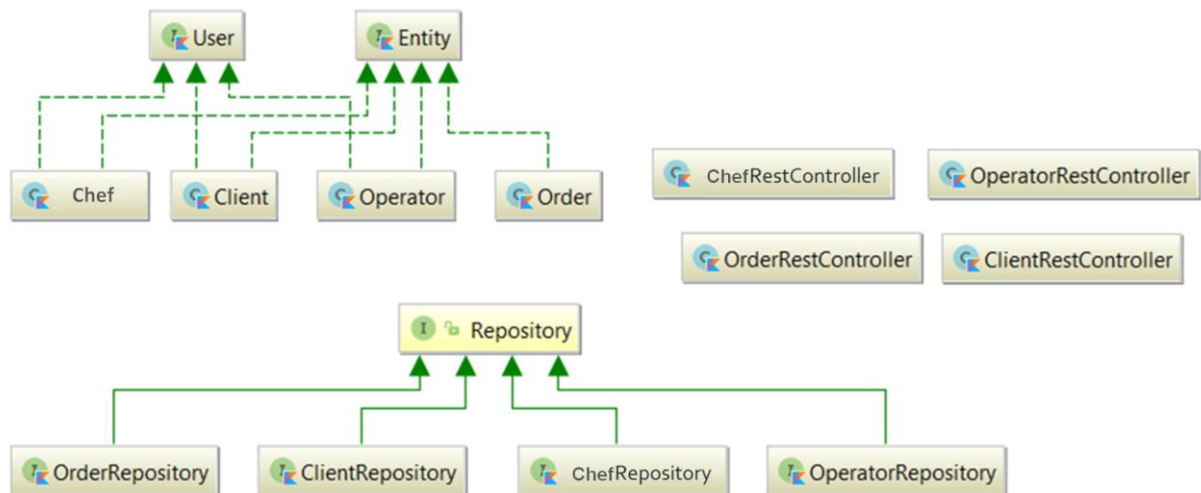 User
Entity
Chef
Client
Operator
Order
ChefRestController
OperatorRestController
OrderRestController
ClientRestController
Repository
OrderRepository
ClientRepository
ChefRepository
OperatorRepository